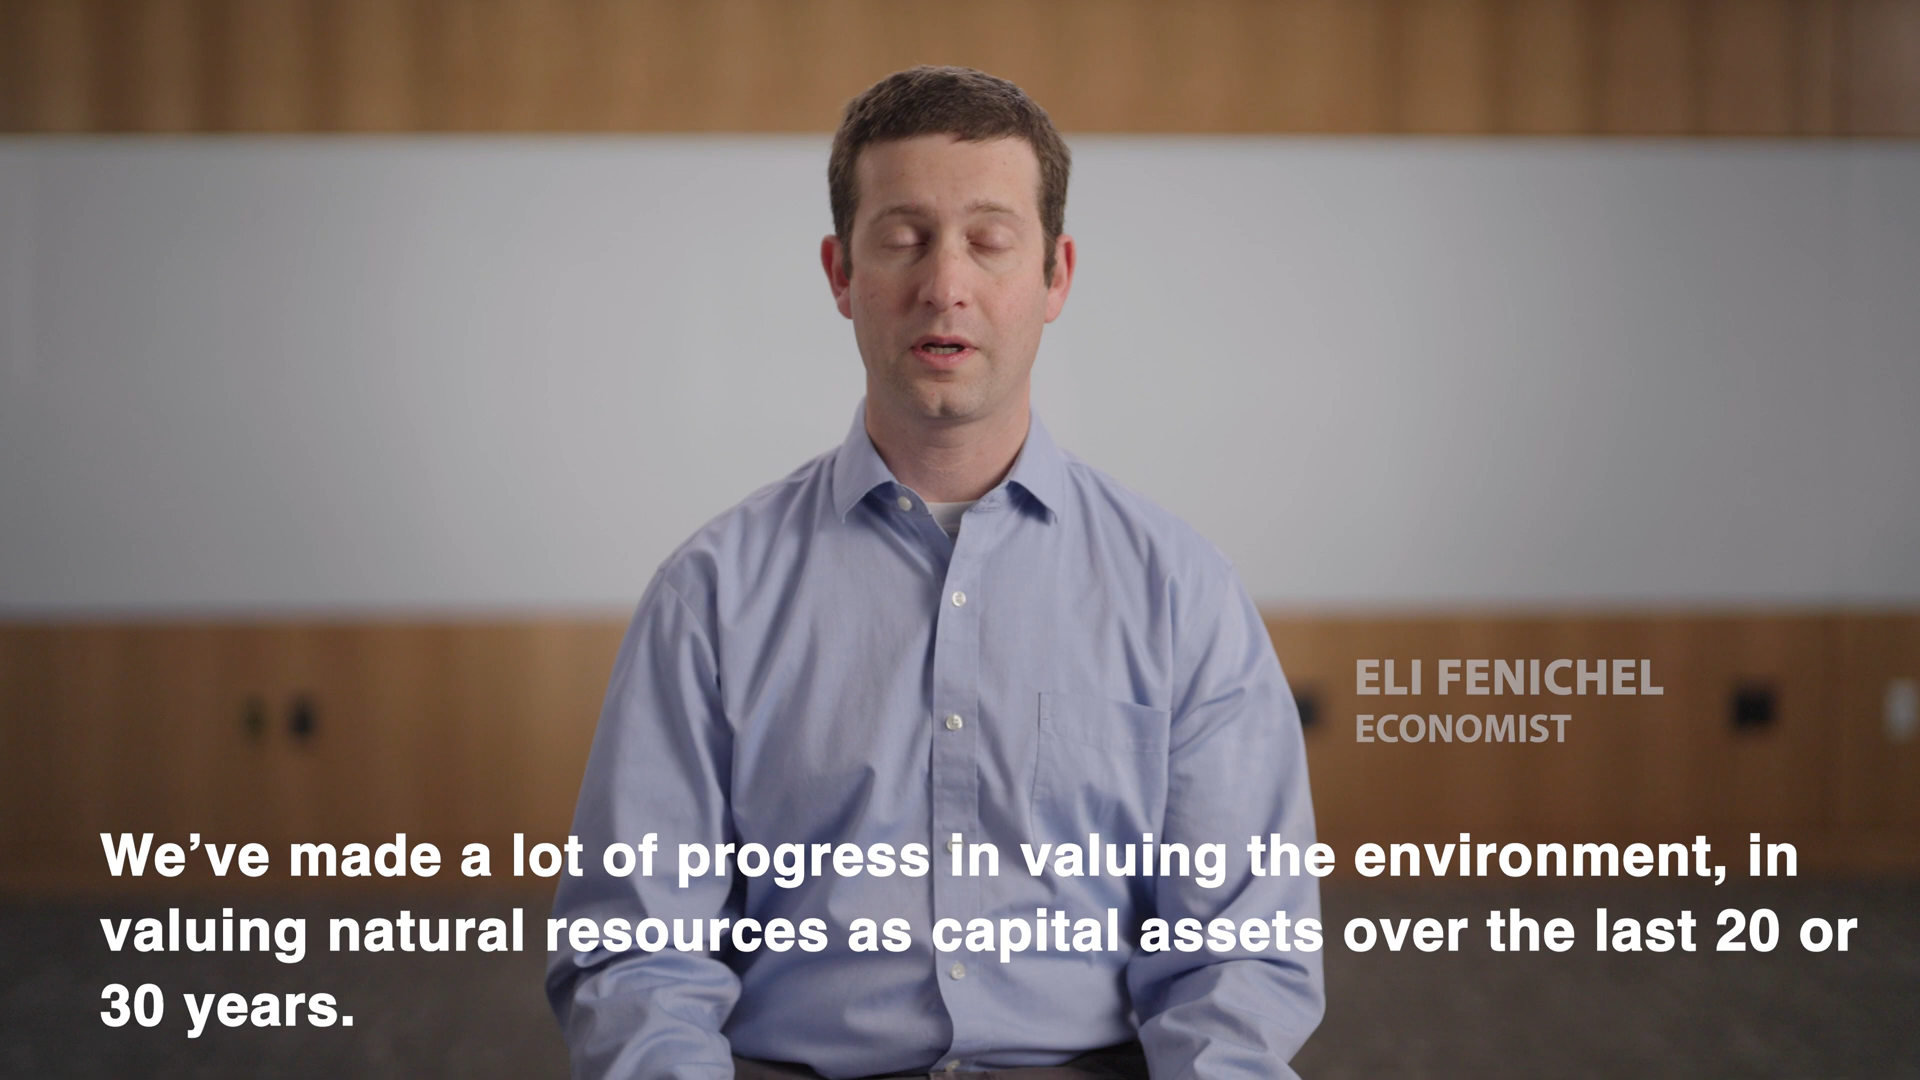 ELI FENICHEL
ECONOMIST
We’ve made a lot of progress in valuing the environment, in
valuing natural resources as capital assets over the last 20 or
30 years.